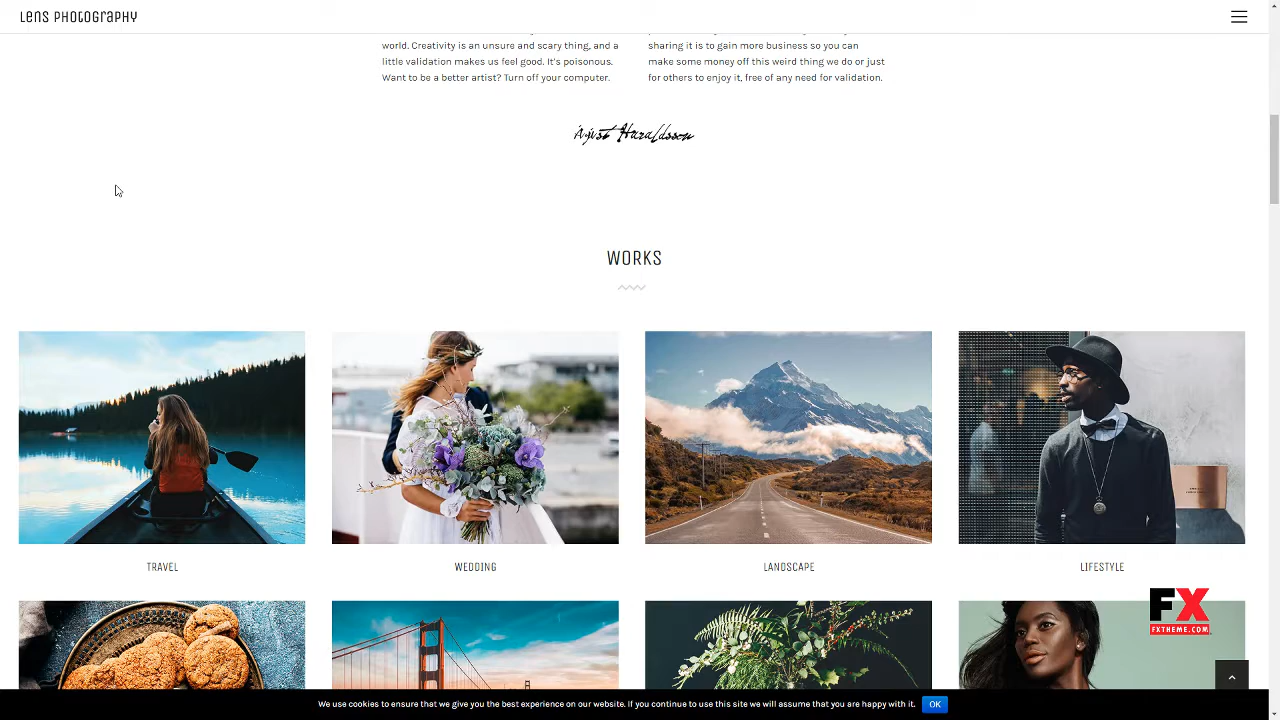 Lens Photography
world. Creativity is an unsure and scary thing, and a
little validation makes us feel good. It's poisonous.
Want to be a better artist? Turn off your computer.
sharing it is to gain more business so you can
make some money off this weird thing we do or just
for others to enjoy it, free of any need for validation.
WORKS
TRAVEL
WEDDING
LANDSCAPE
LIFESTYLE
FX
FXTHEME.COM
We use cookies to ensure that we give you the best experience on our website. If you continue to use this site we will assume that you are happy with it.
OK